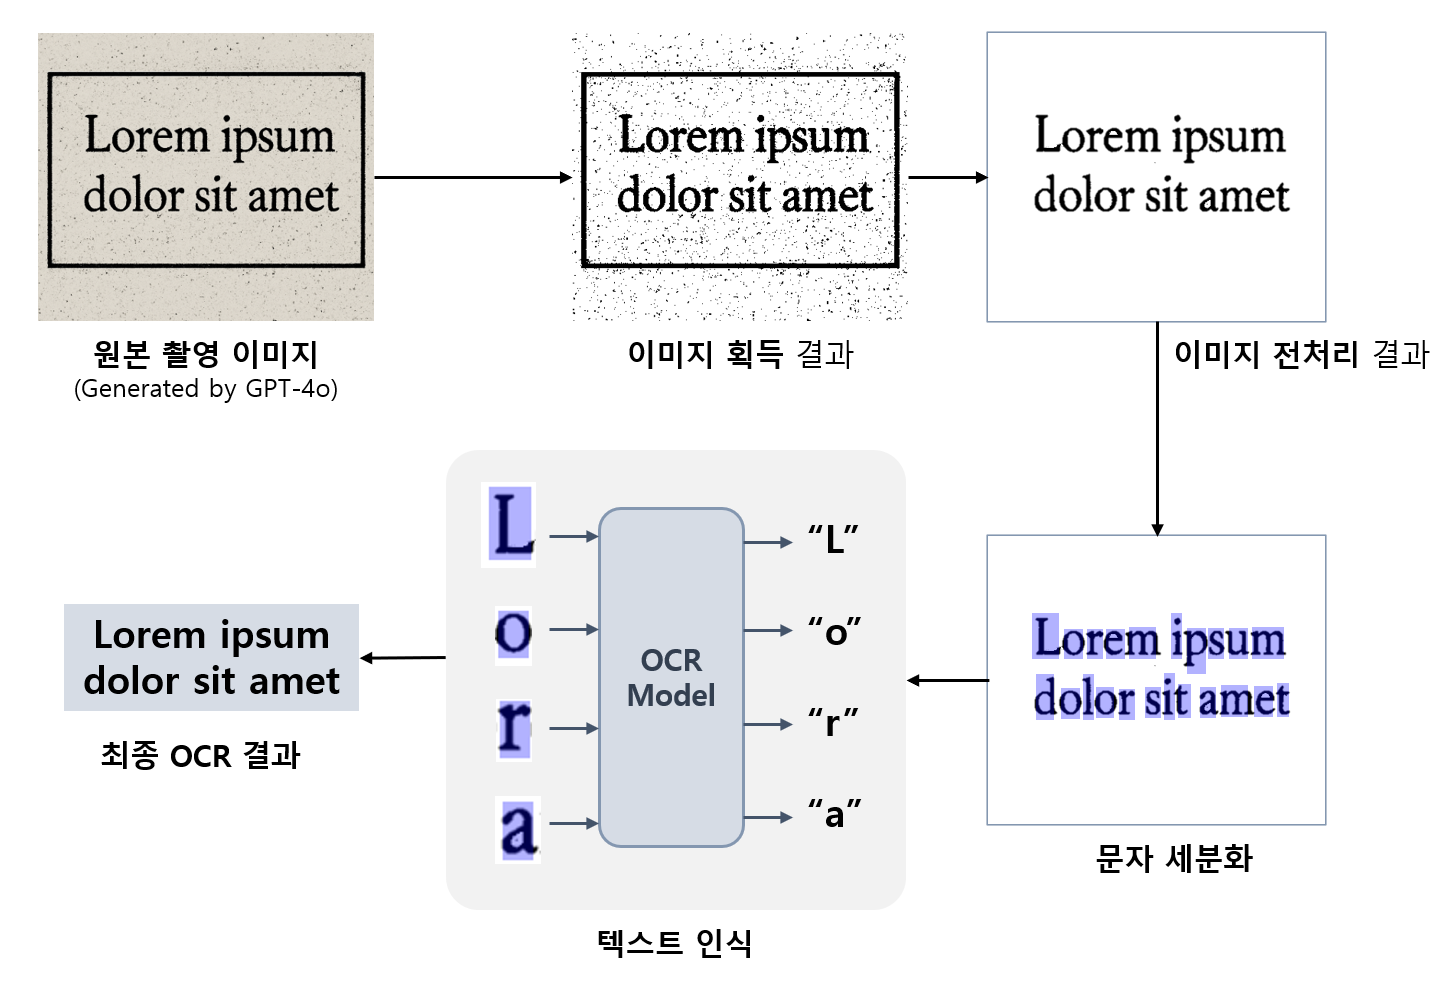 Lorem ipsum
dolor sit amet
원본 촬영 이미지
(Generated by GPT-4o)
Lorem ipsum
dolor sit amet
이미지 획득 결과
Lorem ipsum
dolor sit amet
이미지 전처리 결과
Lorem ipsum
dolor sit amet
문자 세분화
L
o
r
a
OCR
Model
“L”
“o”
“r”
“a”
텍스트 인식
Lorem ipsum
dolor sit amet
최종 OCR 결과